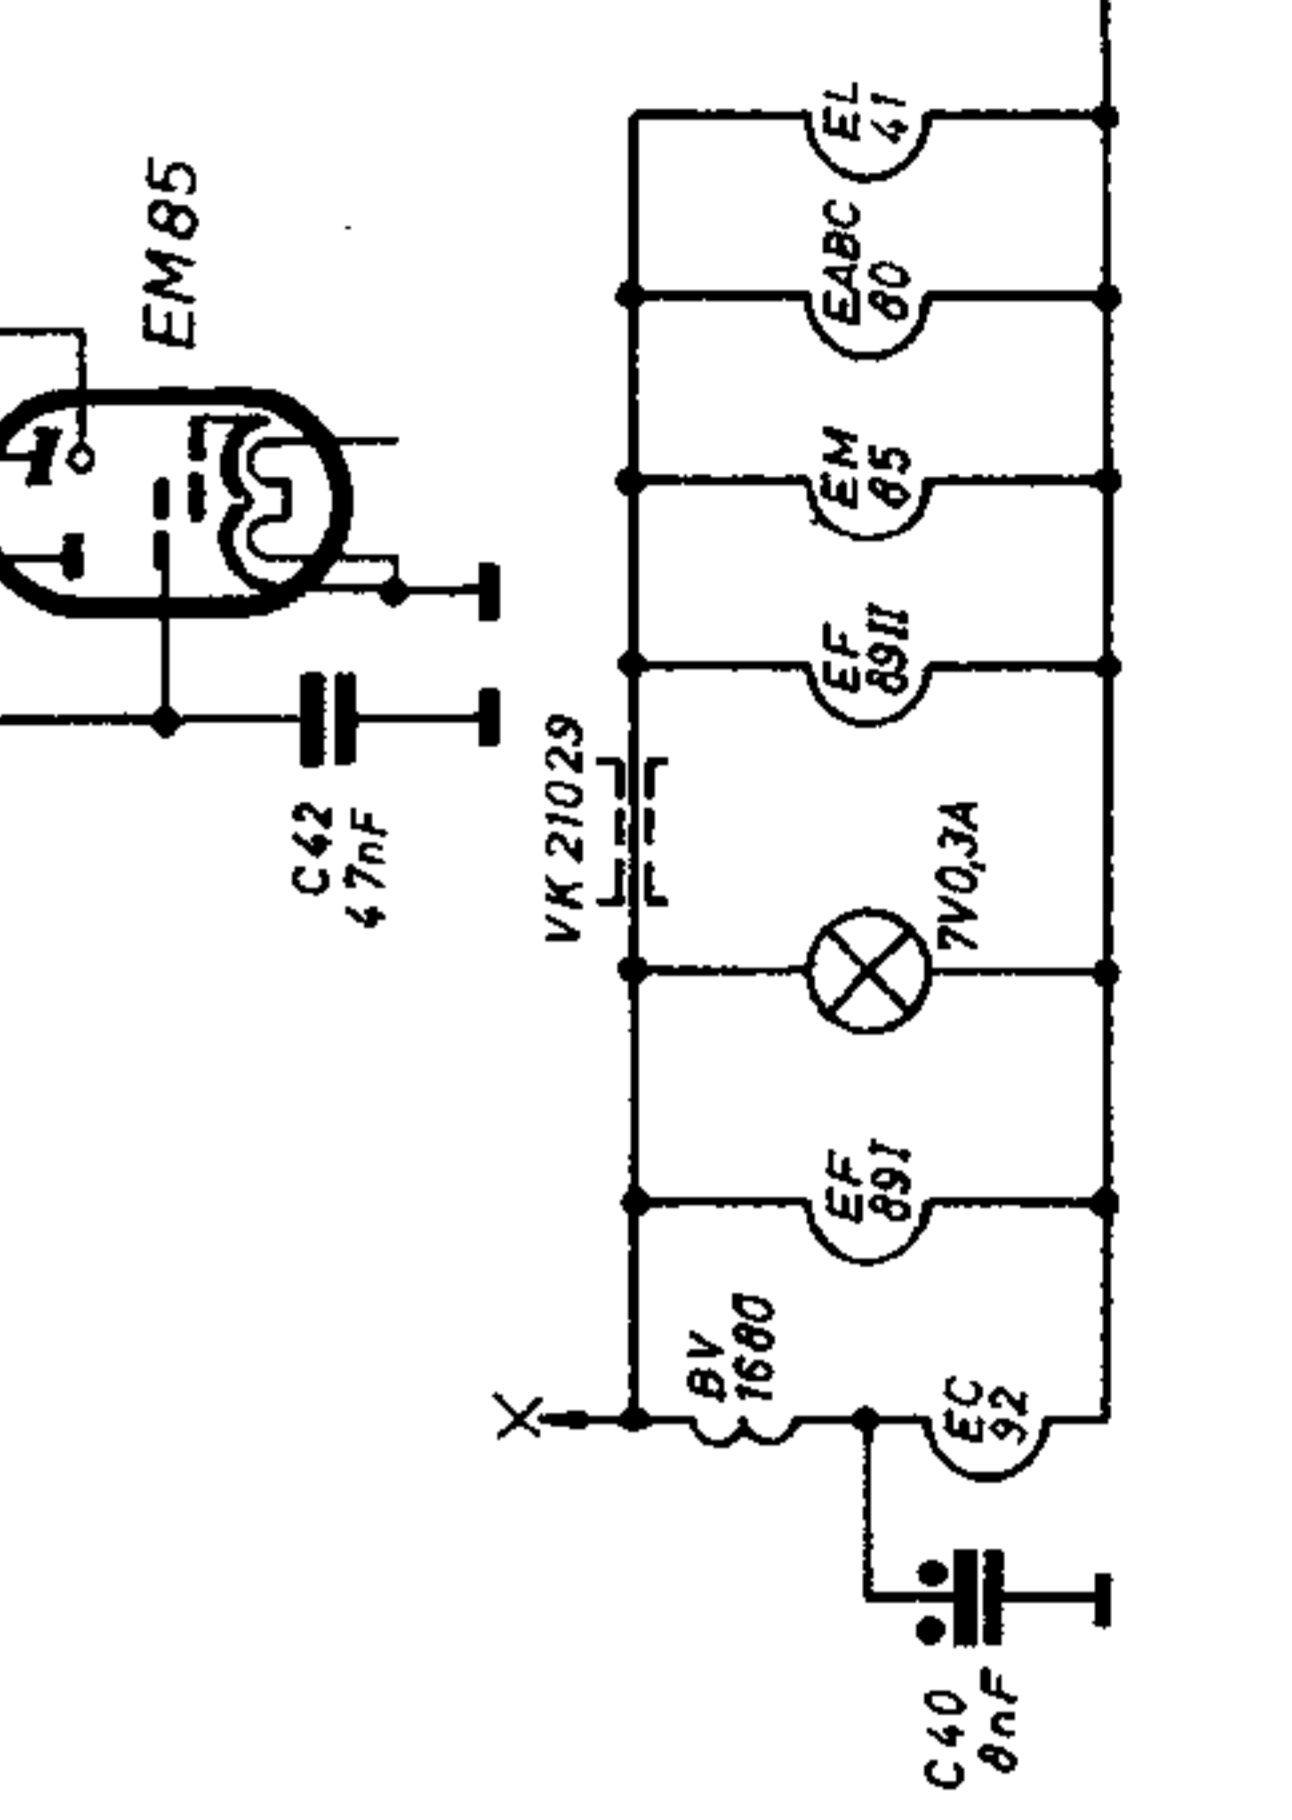 EM85
C42
47nF
VK 21029
EL
41
EABC
80
EM
85
EF
89II
7V0,3A
EF
89I
BV
1680
EC
92
C40
8nF